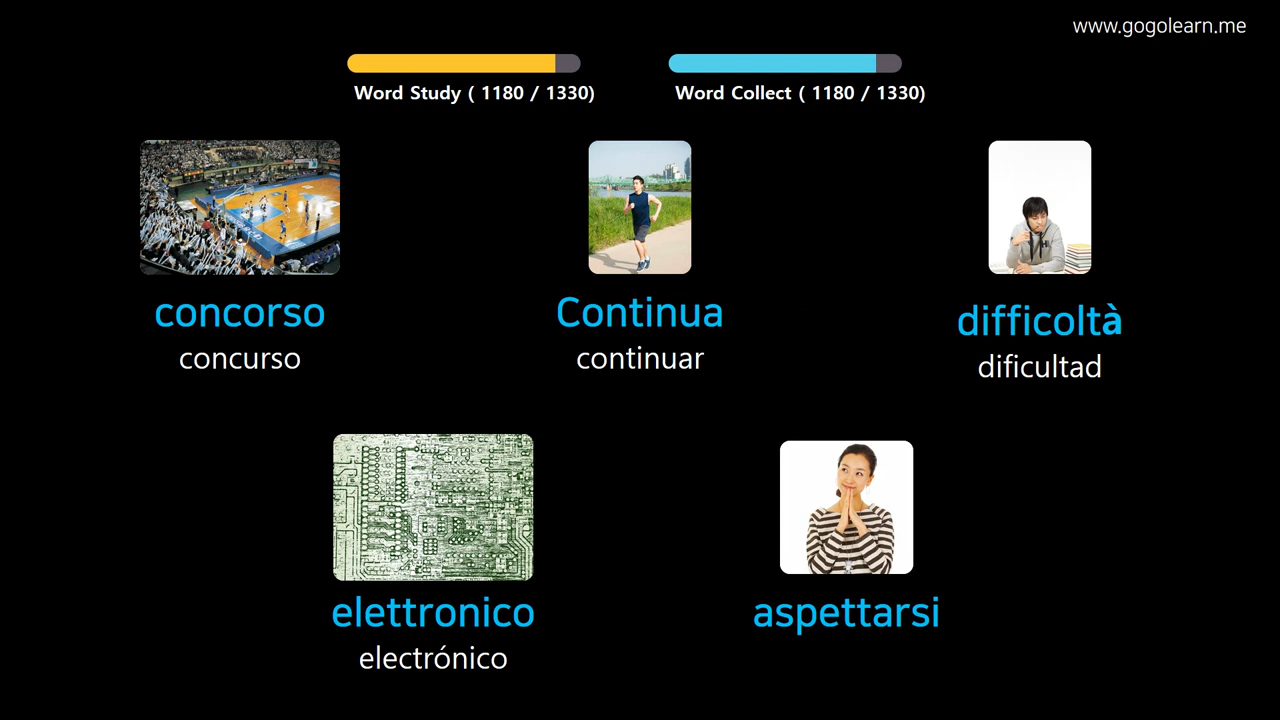 www.gogolearn.me
Word Study ( 1180 / 1330)
Word Collect ( 1180 / 1330)
concorso
concurso
Continua
continuar
difficoltà
dificultad
elettronico
electrónico
aspettarsi